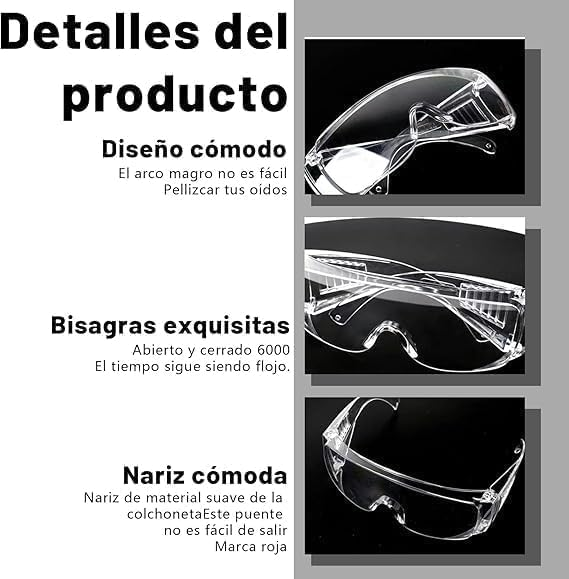 Detalles del
producto
Diseño cómodo
El arco magro no es fácil
Pellizcar tus oídos
Bisagras exquisitas
Abierto y cerrado 6000
El tiempo sigue siendo flojo.
Nariz cómoda
Nariz de material suave de la
colchonetaEste puente
no es fácil de salir
Marca roja